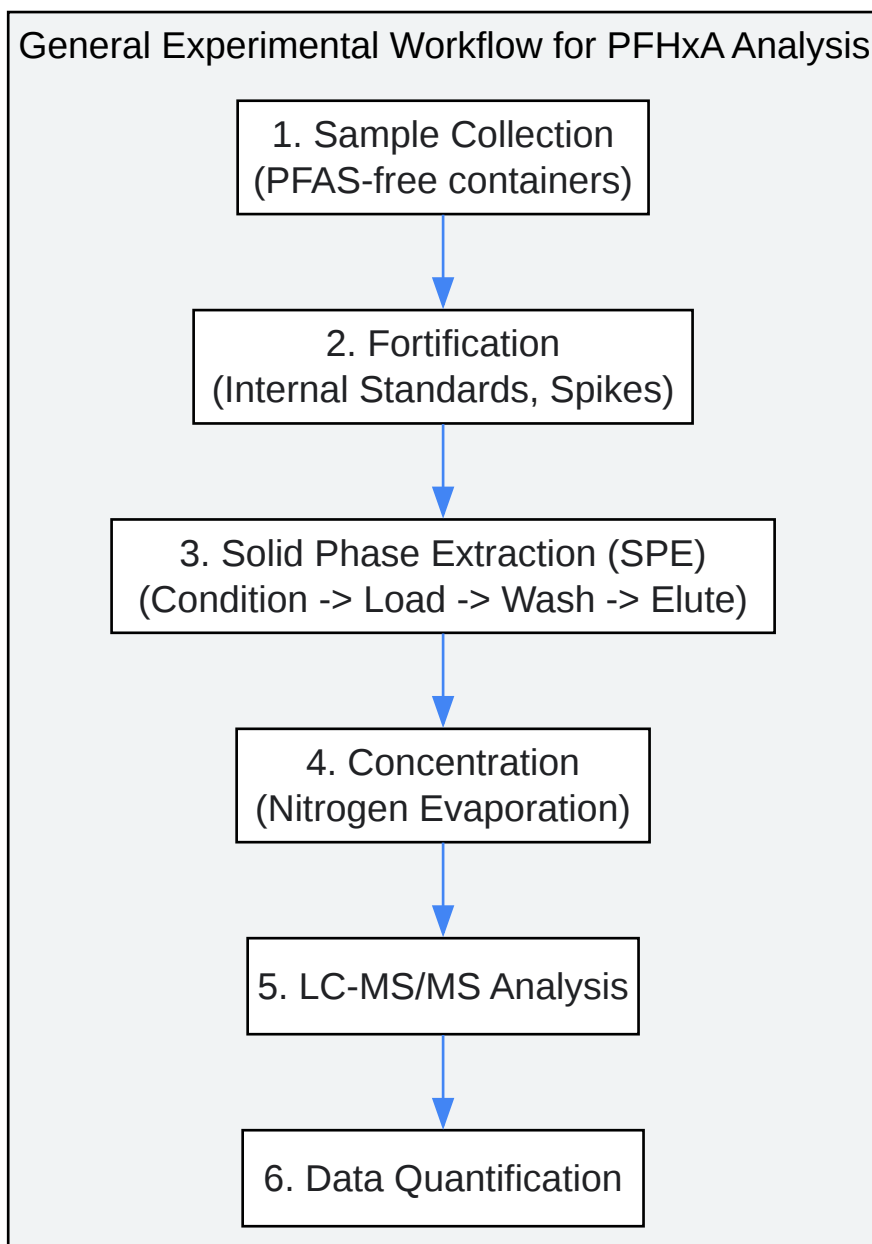 General Experimental Workflow for PFHxA Analysis
1. Sample Collection
(PFAS-free containers)
2. Fortification
(Internal Standards, Spikes)
3. Solid Phase Extraction (SPE)
(Condition -> Load -> Wash -> Elute)
4. Concentration
(Nitrogen Evaporation)
5. LC-MS/MS Analysis
6. Data Quantification